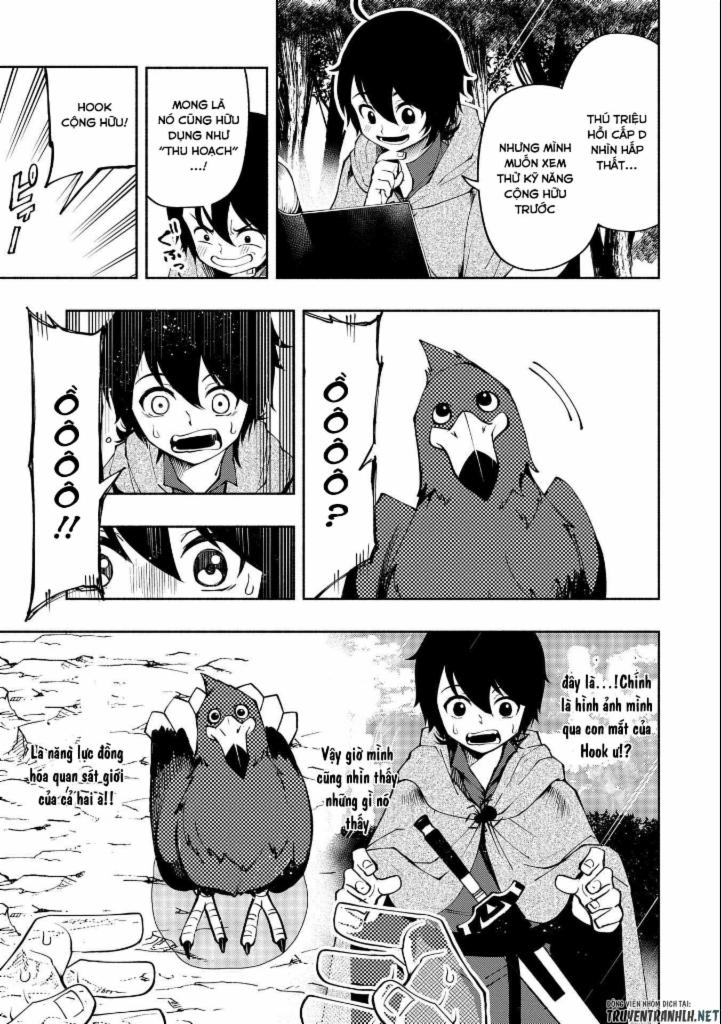 THÚ TRIỆU
HỒI CẤP D
NHÌN HẤP
THẤT...
NHƯNG MÌNH
MUỐN XEM
THỬ KỸ NĂNG
CỘNG HỮU
TRƯỚC
MONG LÀ
NÓ CŨNG HỮU
DỤNG NHƯ
"THU HOẠCH"
...!
HOOK
CỘNG HỮU!
ピィー
Ồ Ồ Ồ Ồ ?
Ồ Ồ Ồ Ồ !!
đây là...!Chính
là hình ảnh mình
qua con mắt của
Hook ư!?
Vậy giờ mình
cũng nhìn thấy
những gì nó
thấy
Là năng lực đồng
hóa quan sát giới
của cả hai à!!
ĐỘNG VIÊN NHÓM DỊCH TẠI:
TRUYENTRANHLH.NET